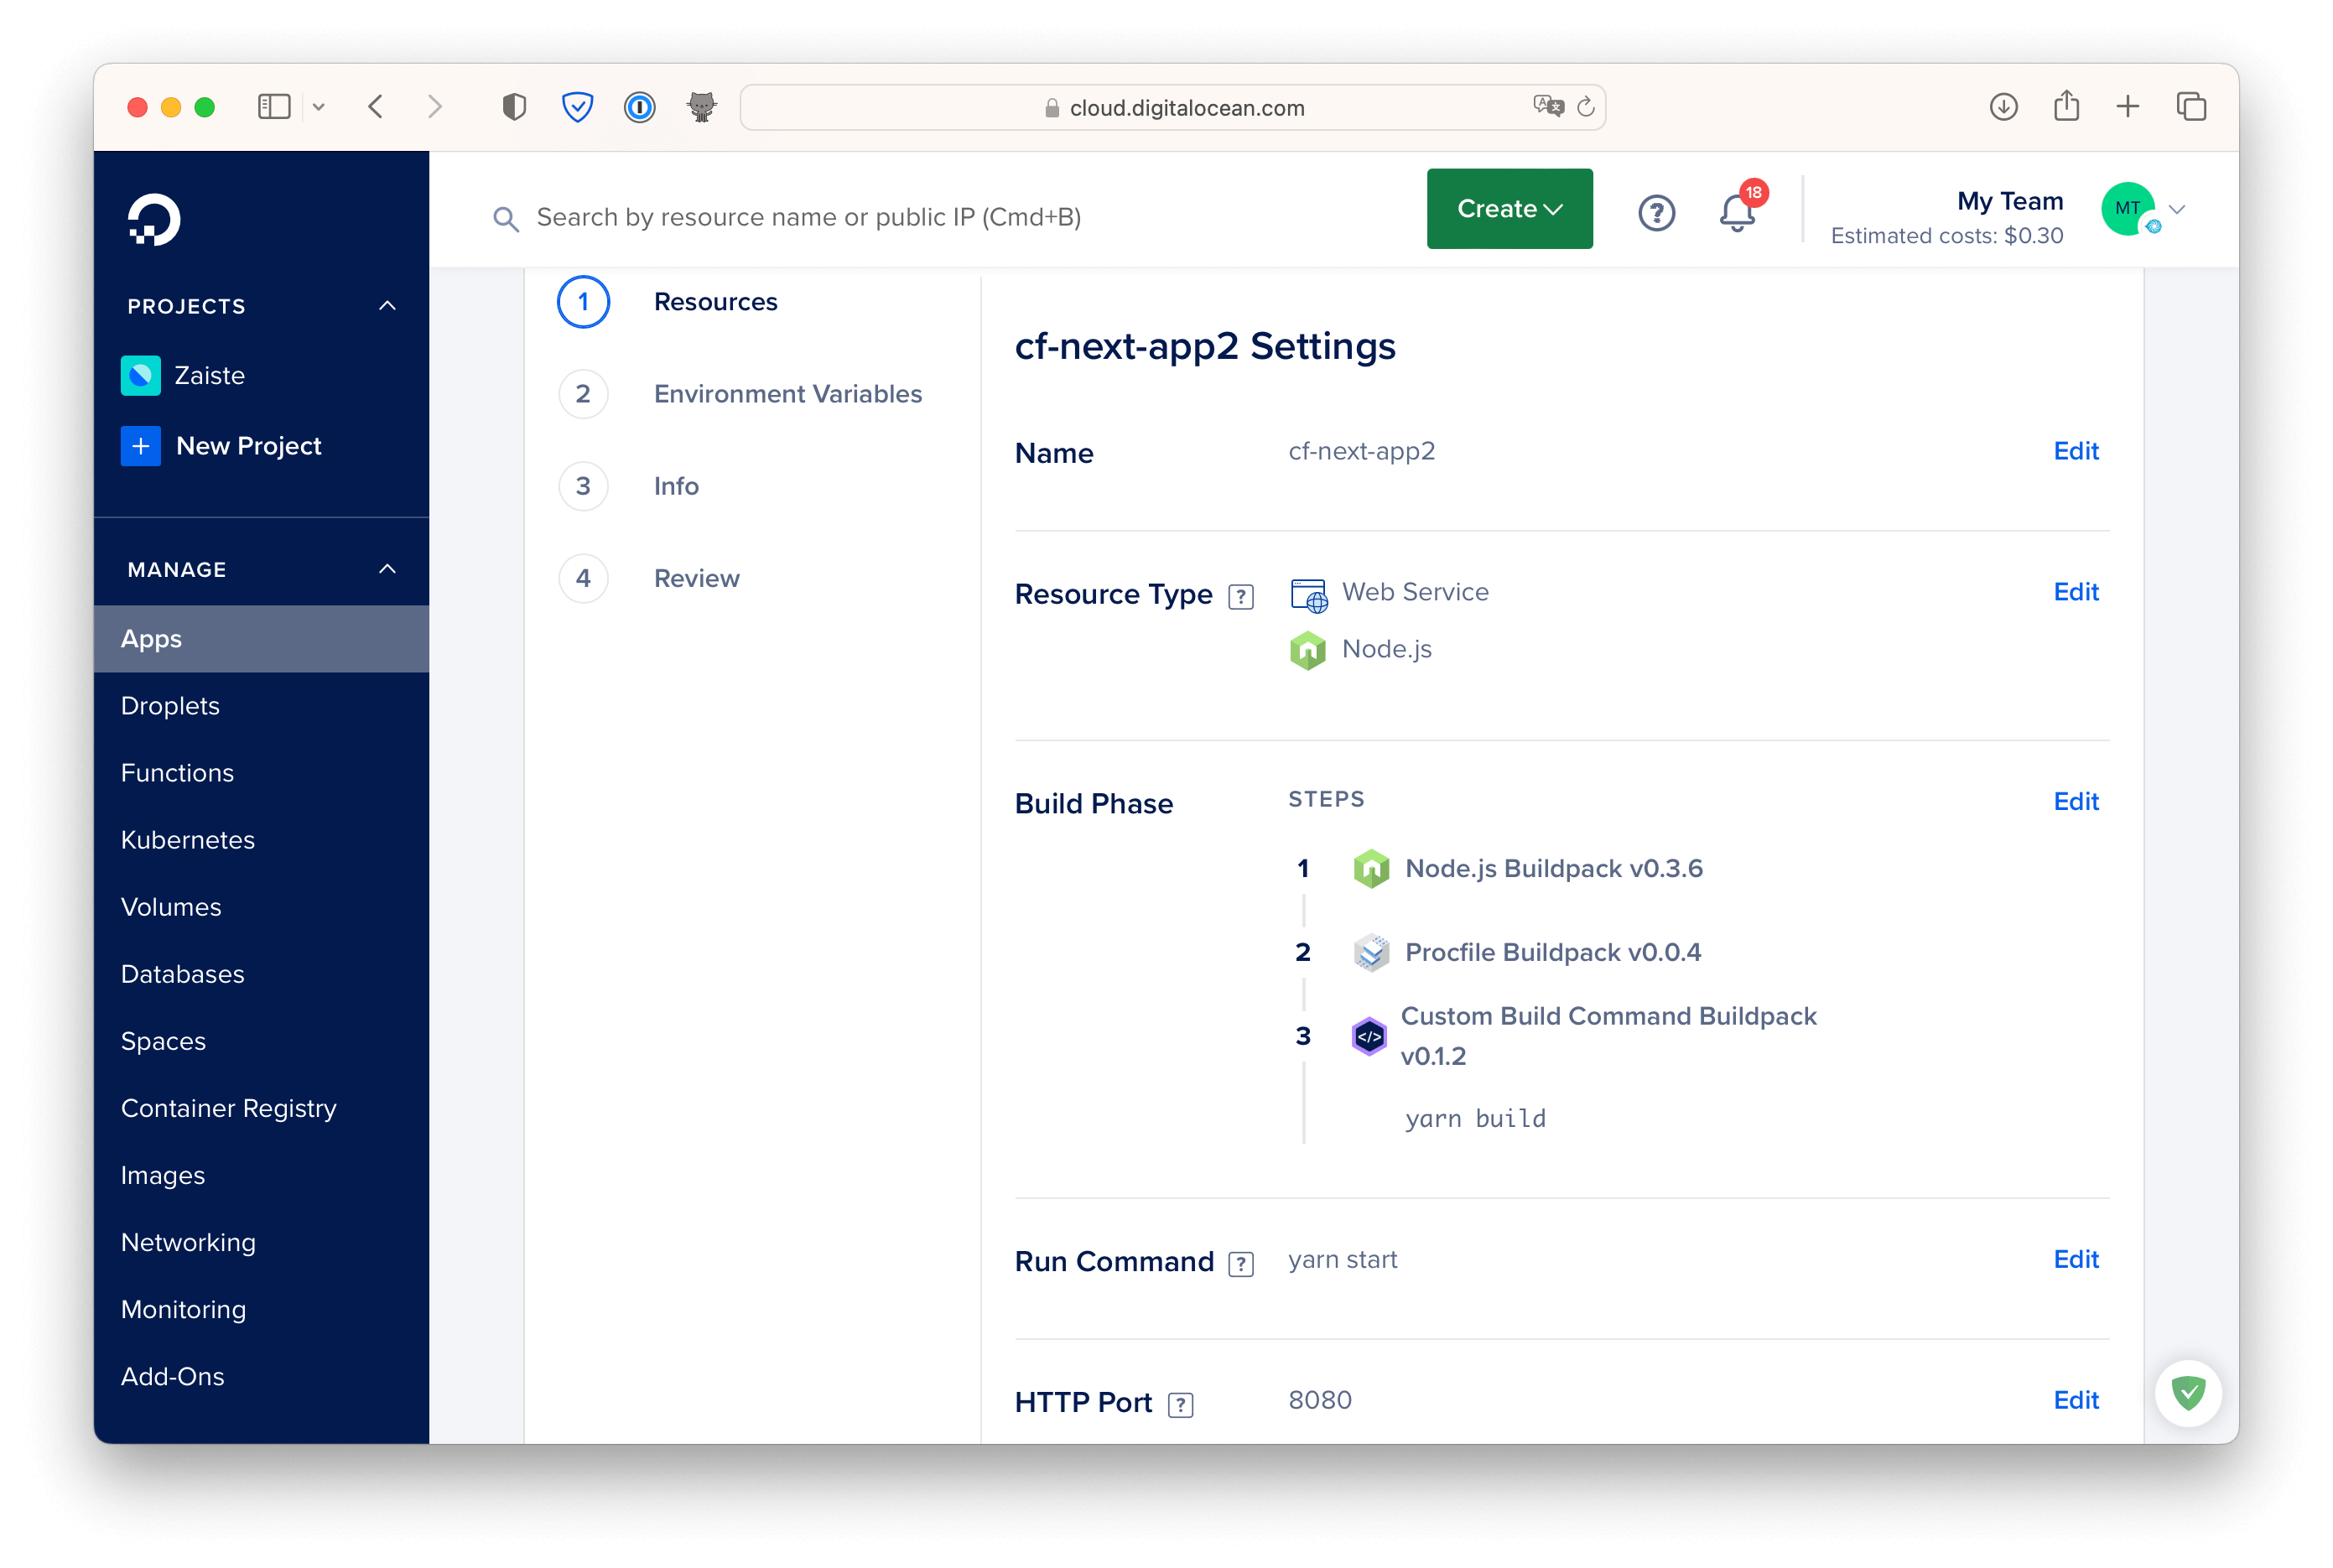 cloud.digitalocean.com
Search by resource name or public IP (Cmd+B)
Create
18
My Team
Estimated costs: $0.30
MT
PROJECTS
Zaiste
New Project
MANAGE
Apps
Droplets
Functions
Kubernetes
Volumes
Databases
Spaces
Container Registry
Images
Networking
Monitoring
Add-Ons
1 Resources
2 Environment Variables
3 Info
4 Review
cf-next-app2 Settings
Name cf-next-app2 Edit
Resource Type ? Web Service Edit
Node.js
Build Phase STEPS Edit
1 Node.js Buildpack v0.3.6
2 Procfile Buildpack v0.0.4
3 Custom Build Command Buildpack
v0.1.2
yarn build
Run Command ? yarn start Edit
HTTP Port ? 8080 Edit